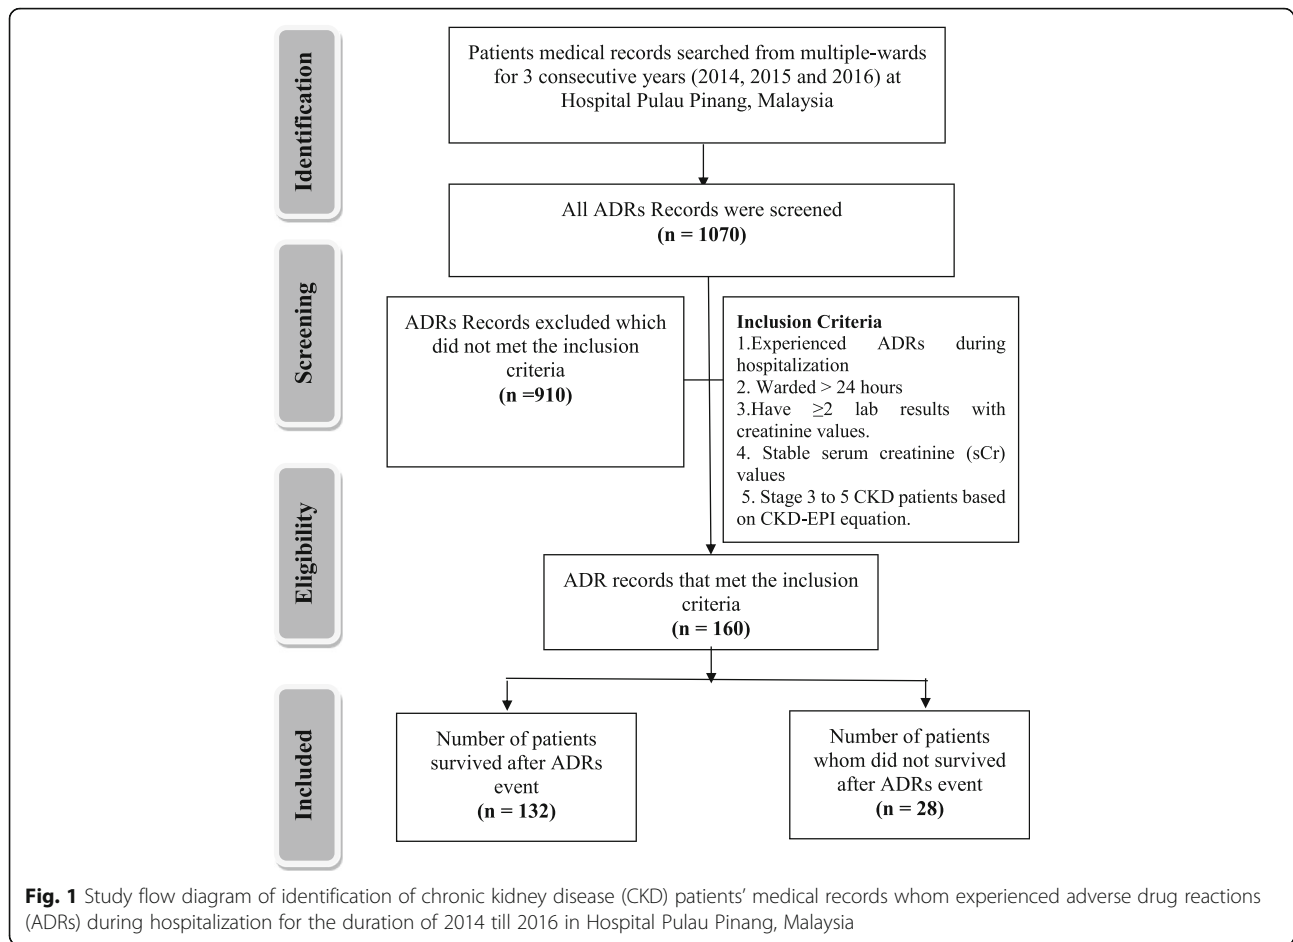 Identification
Patients medical records searched from multiple-wards
for 3 consecutive years (2014, 2015 and 2016) at
Hospital Pulau Pinang, Malaysia
All ADRs Records were screened
(n = 1070)
Screening
ADRs Records excluded which
did not met the inclusion
criteria
(n =910)
Inclusion Criteria
1.Experienced ADRs during
hospitalization
2. Warded > 24 hours
3.Have ≥2 lab results with
creatinine values.
4. Stable serum creatinine (sCr)
values
5. Stage 3 to 5 CKD patients based
on CKD-EPI equation.
Eligibility
ADR records that met the inclusion
criteria
(n = 160)
Included
Number of patients
survived after ADRs
event
(n = 132)
Number of patients
whom did not survived
after ADRs event
(n = 28)
Fig. 1 Study flow diagram of identification of chronic kidney disease (CKD) patients’ medical records whom experienced adverse drug reactions
(ADRs) during hospitalization for the duration of 2014 till 2016 in Hospital Pulau Pinang, Malaysia